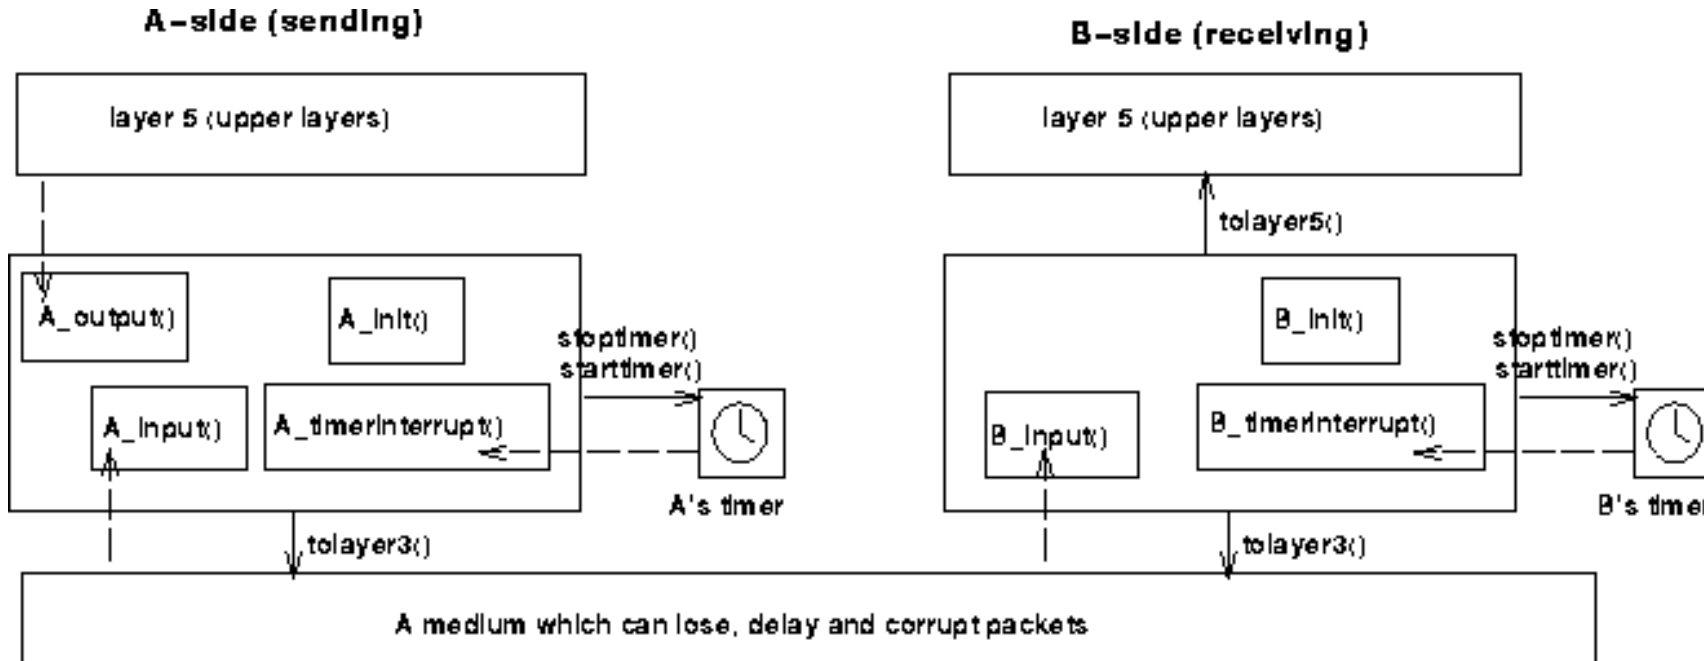 A-side (sending)
B-side (receiving)
layer 5 (upper layers)
layer 5 (upper layers)
tolayer5()
A_output()
A_init()
B_init()
stoptimer()
starttimer()
stoptimer()
starttimer()
A_input()
A_timerinterrupt()
B_input()
B_timerinterrupt()
A's timer
B's timer
tolayer3()
tolayer3()
A medium which can lose, delay and corrupt packets